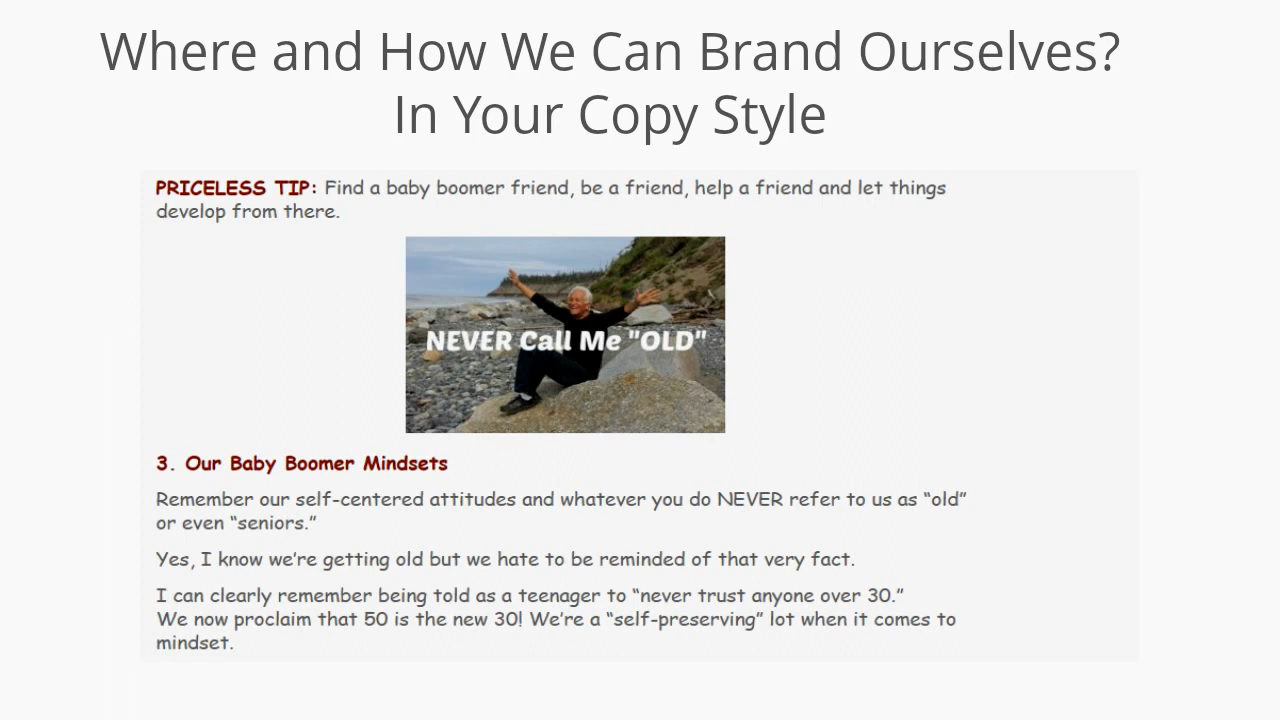 Where and How We Can Brand Ourselves?
In Your Copy Style
PRICELESS TIP: Find a baby boomer friend, be a friend, help a friend and let things
develop from there.
NEVER Call Me "OLD"
3. Our Baby Boomer Mindsets
Remember our self-centered attitudes and whatever you do NEVER refer to us as “old”
or even “seniors.”
Yes, I know we’re getting old but we hate to be reminded of that very fact.
I can clearly remember being told as a teenager to “never trust anyone over 30.”
We now proclaim that 50 is the new 30! We’re a “self-preserving” lot when it comes to
mindset.